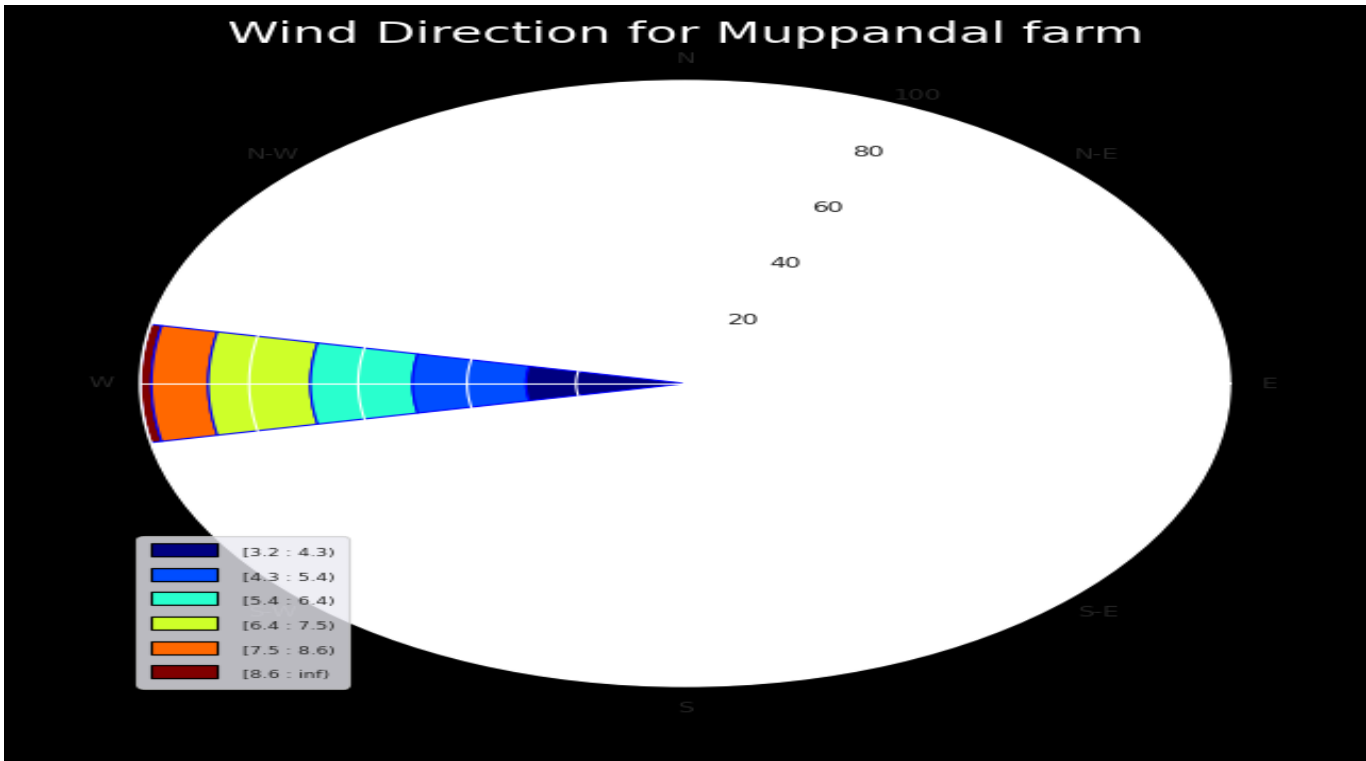 Wind Direction for Muppandal farm
N
100
N-W
80
N-E
60
40
20
W
E
[3.2 : 4.3)
[4.3 : 5.4)
[5.4 : 6.4)
S-E
[6.4 : 7.5)
[7.5 : 8.6)
[8.6 : inf)
S